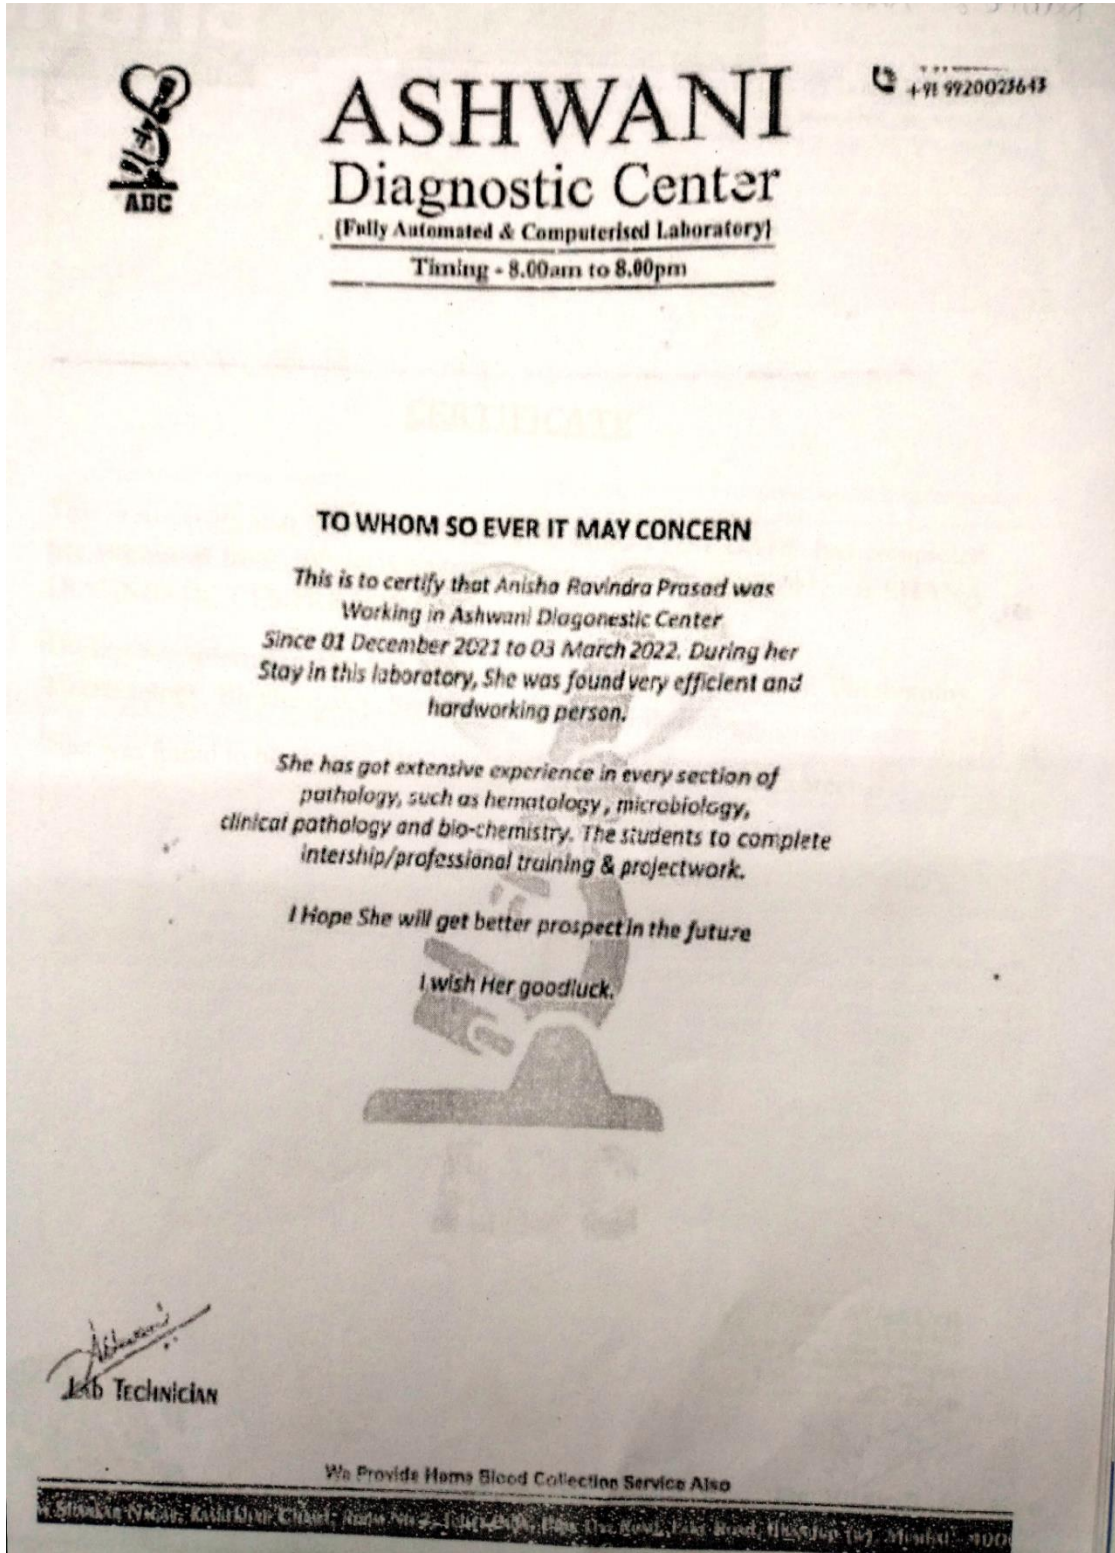 ADC
ASHWANI
Diagnostic Center
{Fully Automated & Computerised Laboratory}
Timing - 8.00am to 8.00pm
+91 9920023643
CERTIFICATE
TO WHOM SO EVER IT MAY CONCERN
This is to certify that Anisha Ravindra Prasad was
Working in Ashwani Diagonestic Center
Since 01 December 2021 to 03 March 2022. During her
Stay in this laboratory, She was found very efficient and
hardworking person.
She has got extensive experience in every section of
pathology, such as hematology, microbiology,
clinical pathology and bio-chemistry. The students to complete
intership/professional training & projectwork.
I Hope She will get better prospect in the future
I wish Her goodluck.
Ashwani
Lab Technician
We Provide Home Blood Collection Service Also